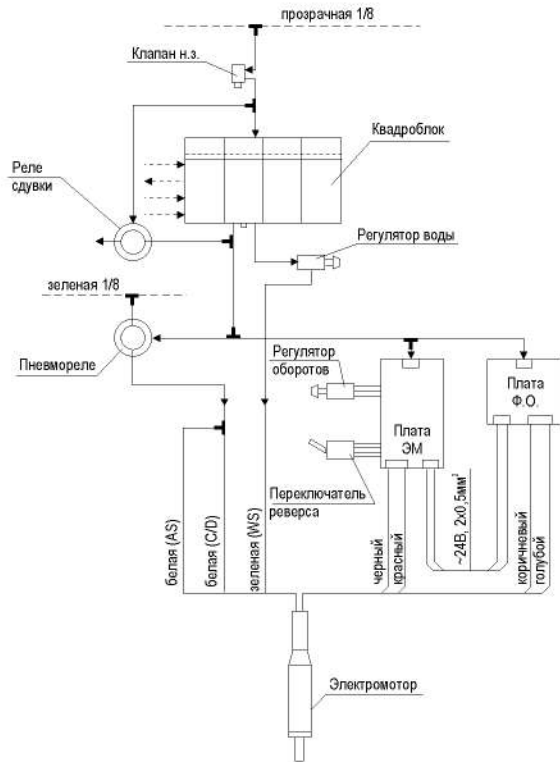 прозрачная 1/8
Клапан н.з.
Квадроблок
Реле
сдувки
Регулятор воды
зеленая 1/8
Пневмореле
Регулятор
оборотов
Плата
ЭМ
Плата
Ф.О.
Переключатель
реверса
белая (AS)
белая (C/D)
зеленая (WS)
черный
красный
~24В, 2х0,5мм²
коричневый
голубой
Электромотор